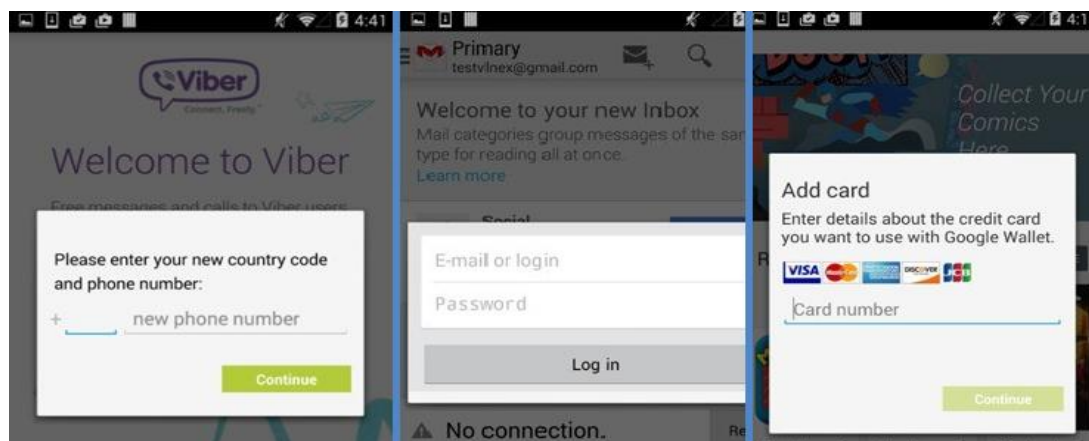 4:41
Viber
Connect. Freely.
Welcome to Viber
Free messages and calls to Viber users
Please enter your new country code
and phone number:
+ new phone number
Continue
Primary
testvlnex@gmail.com
Welcome to your new Inbox
Mail categories group messages of the sam
type for reading all at once.
Learn more
Social
E-mail or login
Password
Log in
No connection.
Re
4:1
Collect Your
Comics
Here
R
Add card
Enter details about the credit card
you want to use with Google Wallet.
VISA MasterCard DISCOVER JCB
Card number
Continue